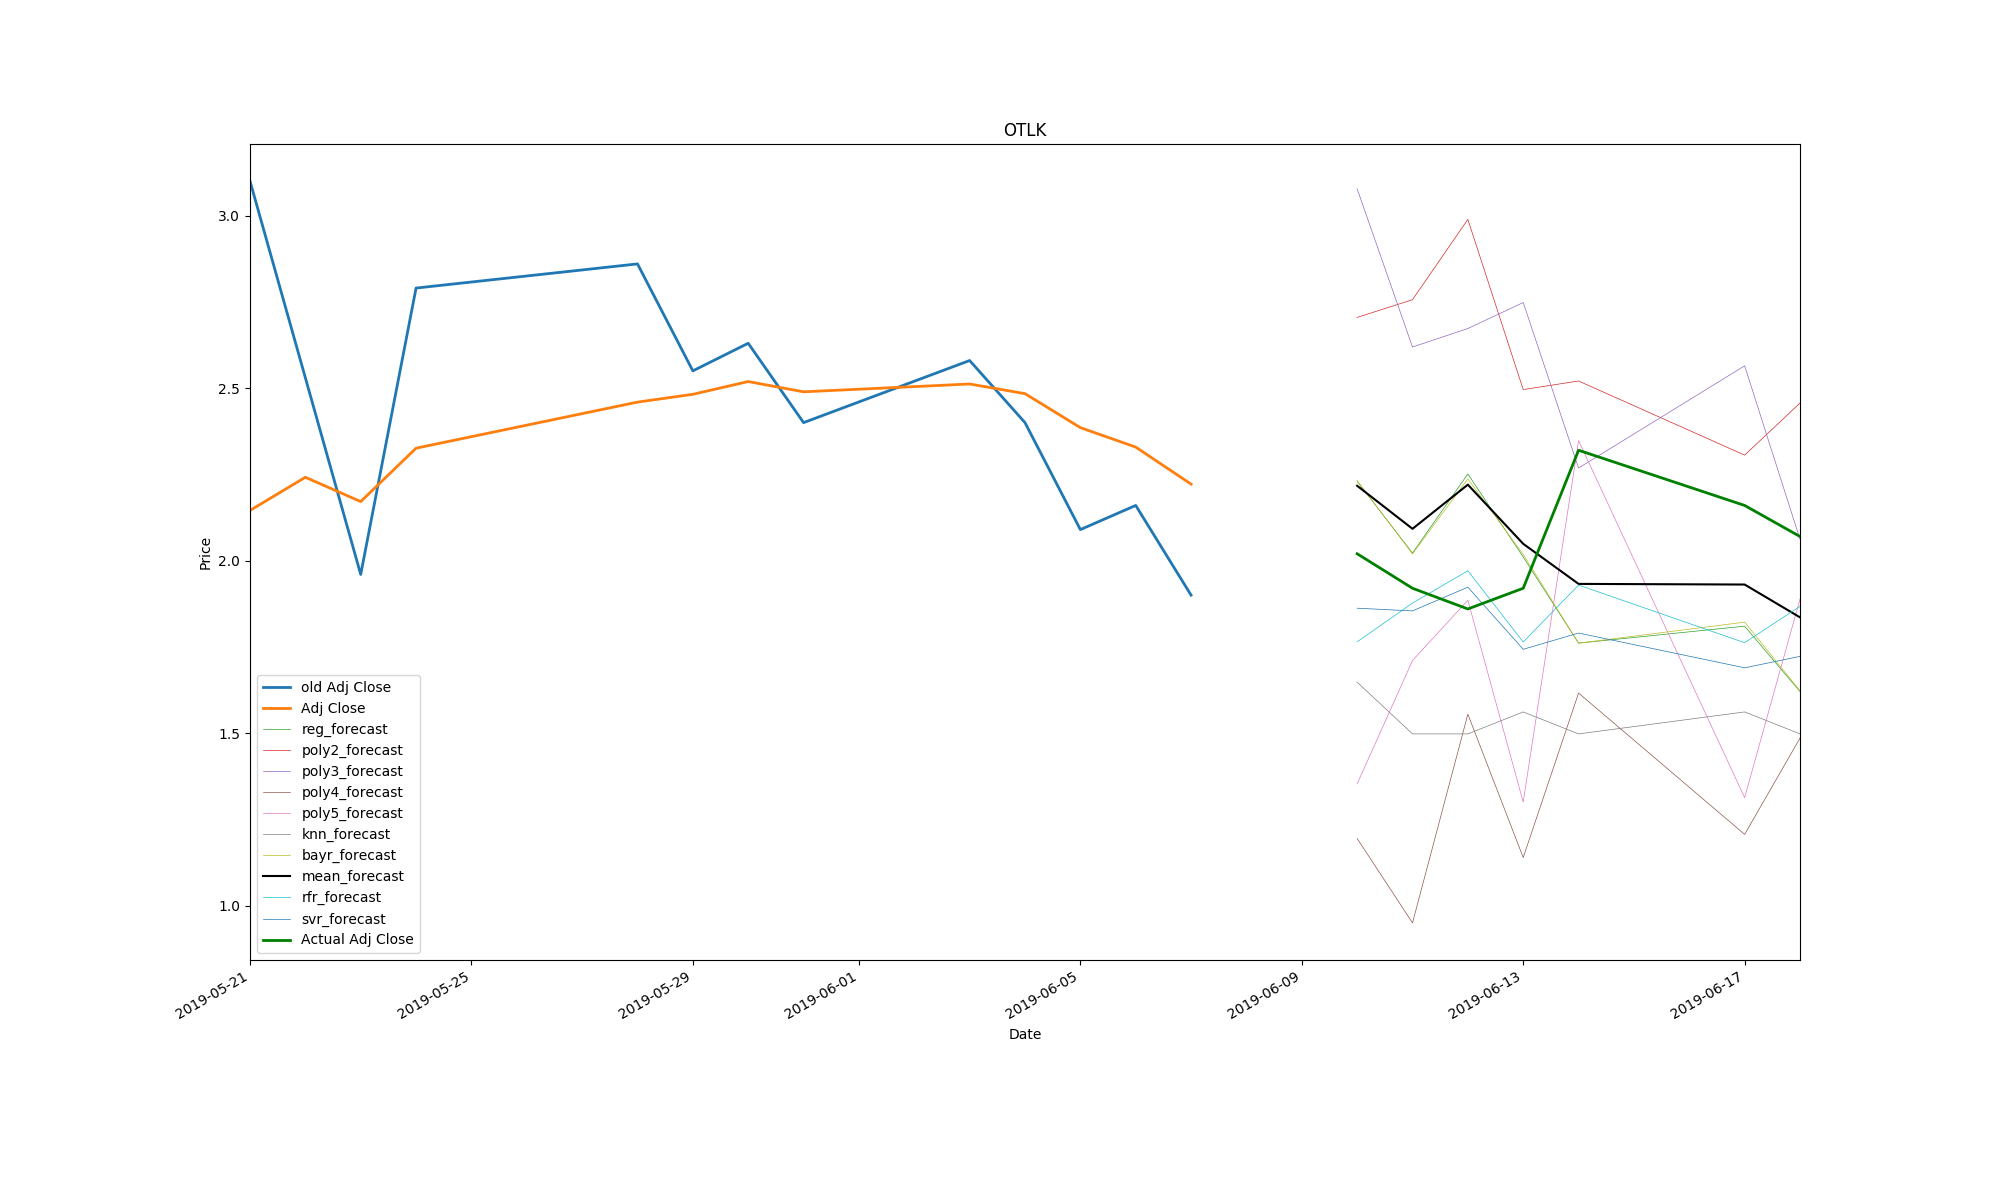 OTLK
Price
3.0
2.5
2.0
1.5
1.0
old Adj Close
Adj Close
reg_forecast
poly2_forecast
poly3_forecast
poly4_forecast
poly5_forecast
knn_forecast
bayr_forecast
mean_forecast
rfr_forecast
svr_forecast
Actual Adj Close
2019-05-21
2019-05-25
2019-05-29
2019-06-01
2019-06-05
2019-06-09
2019-06-13
2019-06-17
Date